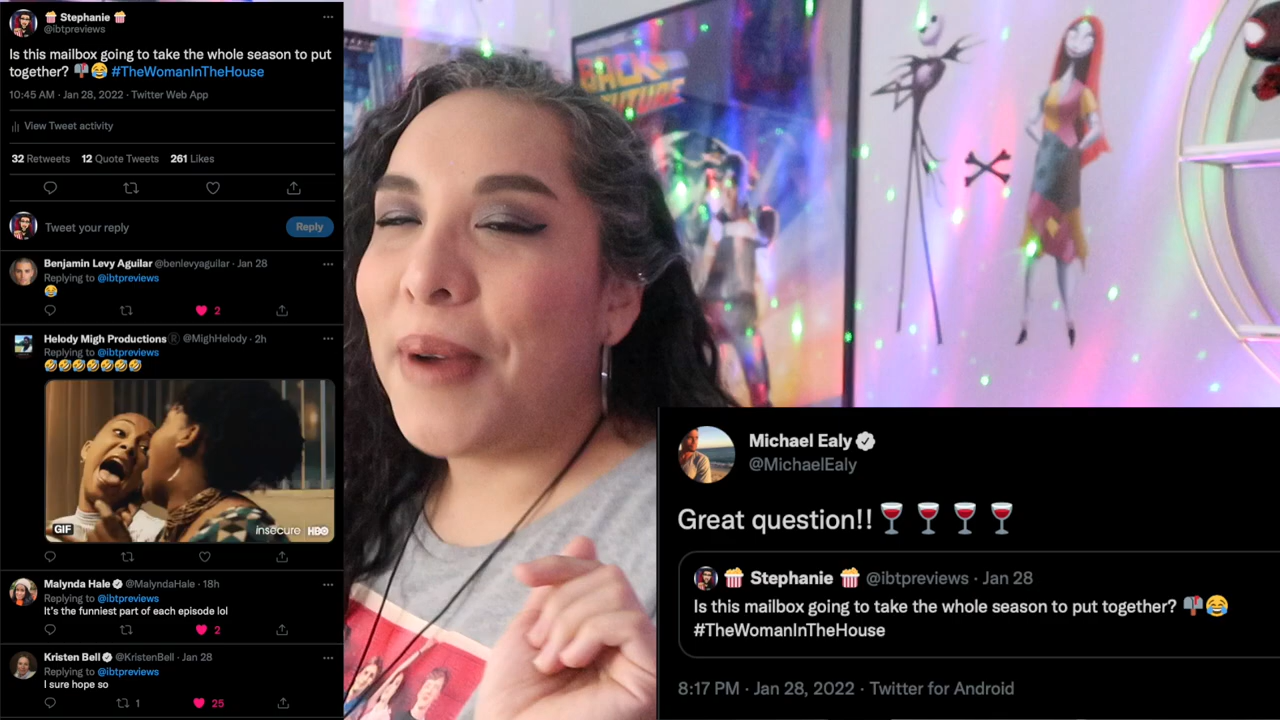 🍿 Stephanie 🍿
@ibtpreviews
Is this mailbox going to take the whole season to put
together? 📬😂 #TheWomanInTheHouse
10:45 AM · Jan 28, 2022 · Twitter Web App
View Tweet activity
32 Retweets 12 Quote Tweets 261 Likes
Tweet your reply
Reply
Benjamin Levy Aguilar @benlevyaguilar · Jan 28
Replying to @ibtpreviews
😂
2
Helody Migh Productions® @MighHelody · 2h
Replying to @ibtpreviews
🤣🤣🤣🤣🤣🤣🤣
GIF
insecure HBO
Malynda Hale @MalyndaHale · 18h
Replying to @ibtpreviews
It's the funniest part of each episode lol
2
Kristen Bell @KristenBell · Jan 28
Replying to @ibtpreviews
I sure hope so
1 25
BACK
FUTURE
Michael Ealy
@MichaelEaly
Great question!!🍷 🍷 🍷 🍷
🍿 Stephanie 🍿 @ibtpreviews · Jan 28
Is this mailbox going to take the whole season to put together? 📬😂
#TheWomanInTheHouse
8:17 PM · Jan 28, 2022 · Twitter for Android